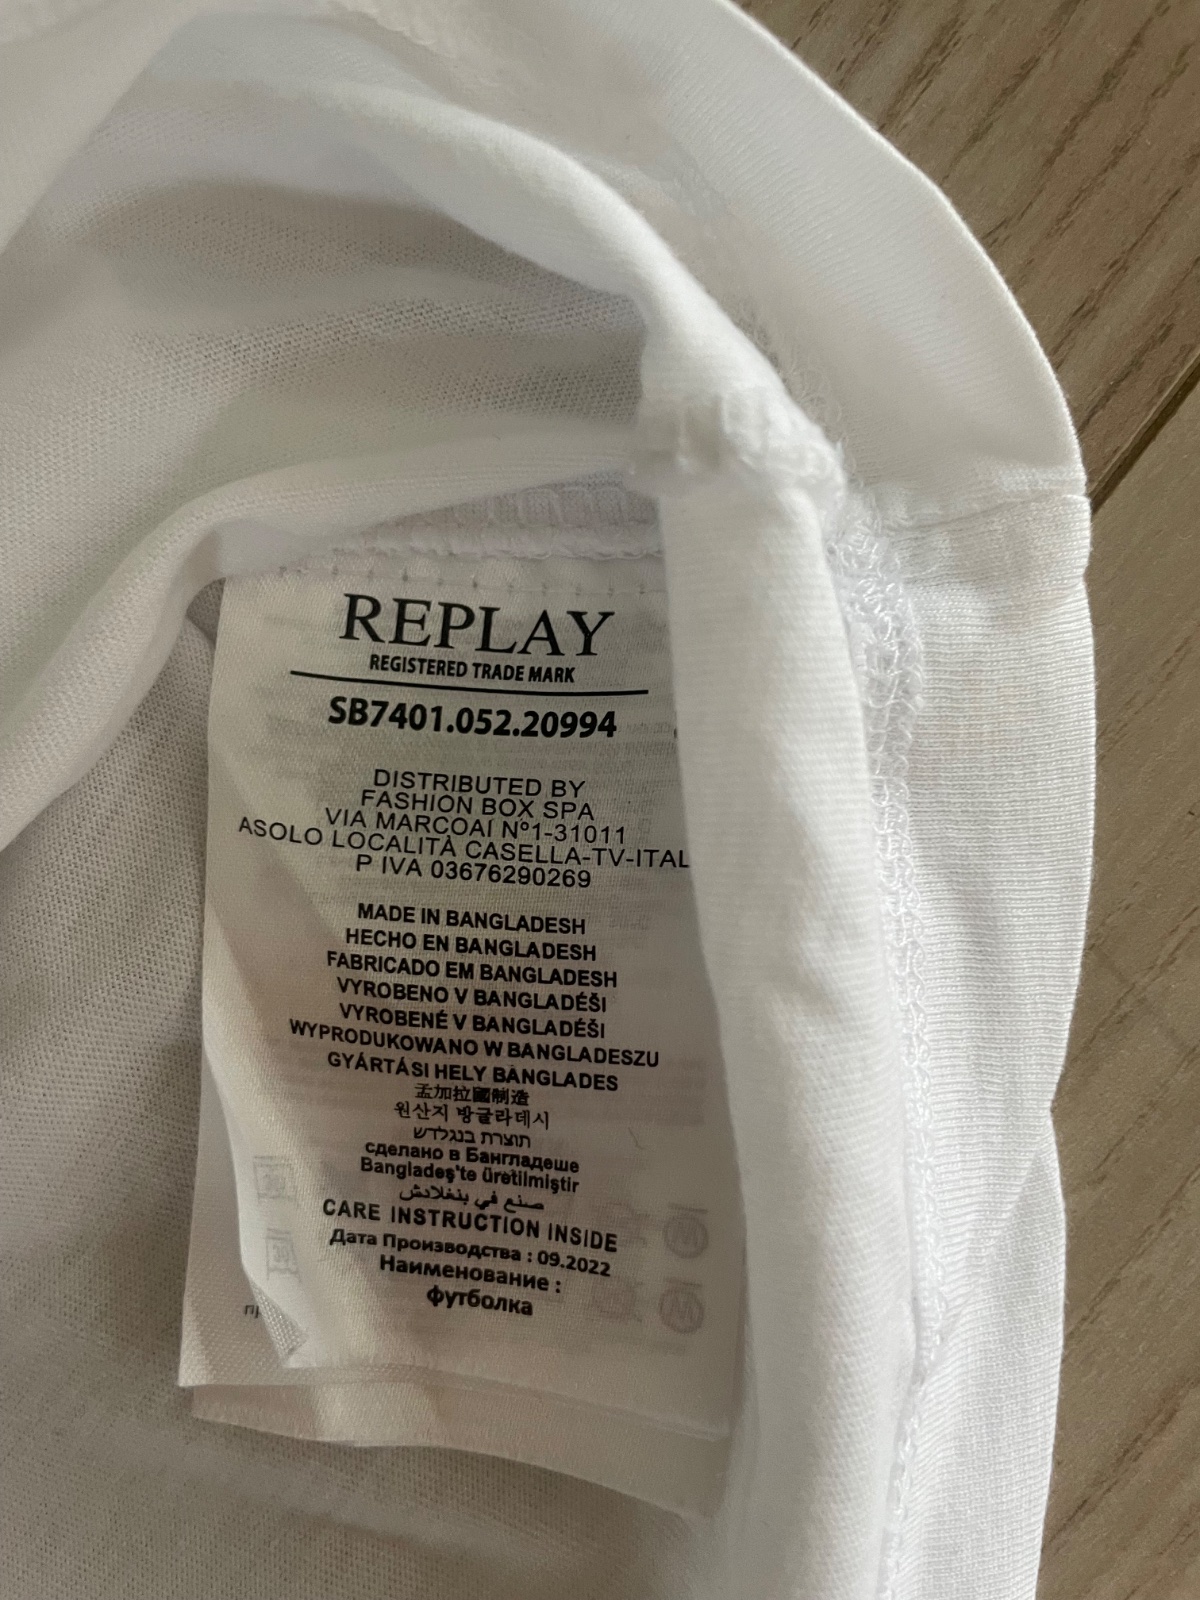 REPLAY
REGISTERED TRADE MARK
SB7401.052.20994
DISTRIBUTED BY
FASHION BOX SPA
VIA MARCOAI Nº1-31011
ASOLO LOCALITÀ CASELLA-TV-ITAL
P IVA 03676290269
MADE IN BANGLADESH
HECHO EN BANGLADESH
FABRICADO EM BANGLADESH
VYROBENO V BANGLADÉŠI
VYROBENÉ V BANGLADÉŠI
WYPRODUKOWANO W BANGLADESZU
GYÁRTÁSI HELY BANGLADES
孟加拉國制造
원산지 방글라데시
תוצרת בנגלדש
сделано в Бангладеше
Bangladeş'te üretilmiştir
صنع في بنغلادش
CARE INSTRUCTION INSIDE
Дата Производства : 09.2022
Наименование :
футболка